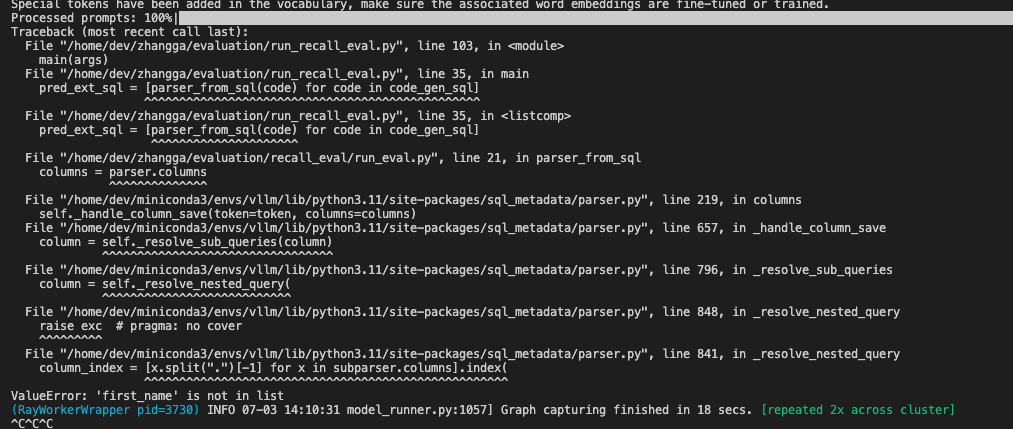 Special tokens have been added in the vocabulary, make sure the associated word embeddings are fine-tuned or trained.
Processed prompts: 100%|
Traceback (most recent call last):
  File "/home/dev/zhangga/evaluation/run_recall_eval.py", line 103, in <module>
    main(args)
  File "/home/dev/zhangga/evaluation/run_recall_eval.py", line 35, in main
    pred_ext_sql = [parser_from_sql(code) for code in code_gen_sql]
                   ^^^^^^^^^^^^^^^^^^^^^^^^^^^^^^^^^^^^^^^^^^^^^^^^
  File "/home/dev/zhangga/evaluation/run_recall_eval.py", line 35, in <listcomp>
    pred_ext_sql = [parser_from_sql(code) for code in code_gen_sql]
                    ^^^^^^^^^^^^^^^^^^^^^
  File "/home/dev/zhangga/evaluation/recall_eval/run_eval.py", line 21, in parser_from_sql
    columns = parser.columns
              ^^^^^^^^^^^^^^
  File "/home/dev/miniconda3/envs/vllm/lib/python3.11/site-packages/sql_metadata/parser.py", line 219, in columns
    self._handle_column_save(token=token, columns=columns)
  File "/home/dev/miniconda3/envs/vllm/lib/python3.11/site-packages/sql_metadata/parser.py", line 657, in _handle_column_save
    column = self._resolve_sub_queries(column)
             ^^^^^^^^^^^^^^^^^^^^^^^^^^^^^^^^^
  File "/home/dev/miniconda3/envs/vllm/lib/python3.11/site-packages/sql_metadata/parser.py", line 796, in _resolve_sub_queries
    column = self._resolve_nested_query(
             ^^^^^^^^^^^^^^^^^^^^^^^^^^^
  File "/home/dev/miniconda3/envs/vllm/lib/python3.11/site-packages/sql_metadata/parser.py", line 848, in _resolve_nested_query
    raise exc  # pragma: no cover
    ^^^^^^^^^
  File "/home/dev/miniconda3/envs/vllm/lib/python3.11/site-packages/sql_metadata/parser.py", line 841, in _resolve_nested_query
    column_index = [x.split(".")[-1] for x in subparser.columns].index(
                   ^^^^^^^^^^^^^^^^^^^^^^^^^^^^^^^^^^^^^^^^^^^^^^^^^^^^
ValueError: 'first_name' is not in list
(RayWorkerWrapper pid=3730) INFO 07-03 14:10:31 model_runner.py:1057] Graph capturing finished in 18 secs. [repeated 2x across cluster]
^C^C^C